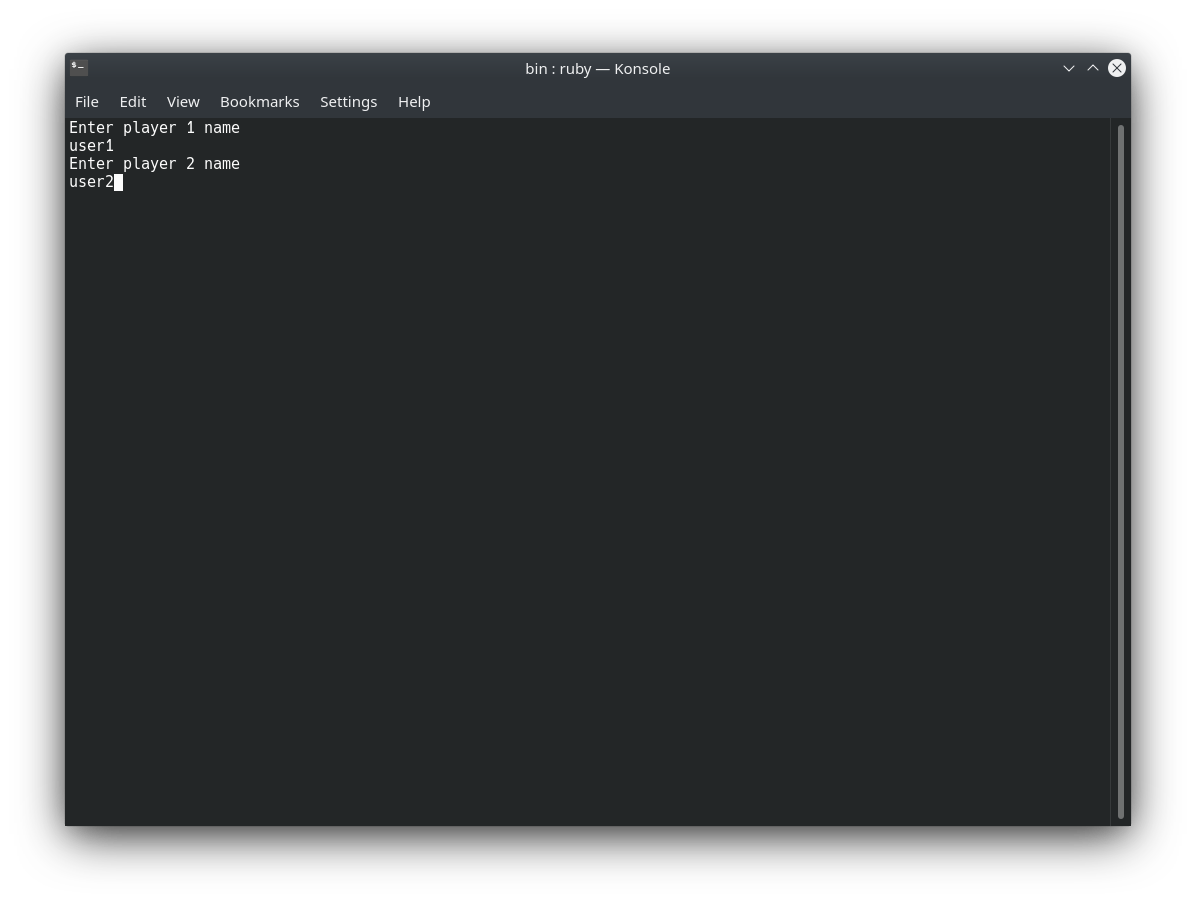 bin : ruby — Konsole
File Edit View Bookmarks Settings Help
Enter player 1 name
user1
Enter player 2 name
user2